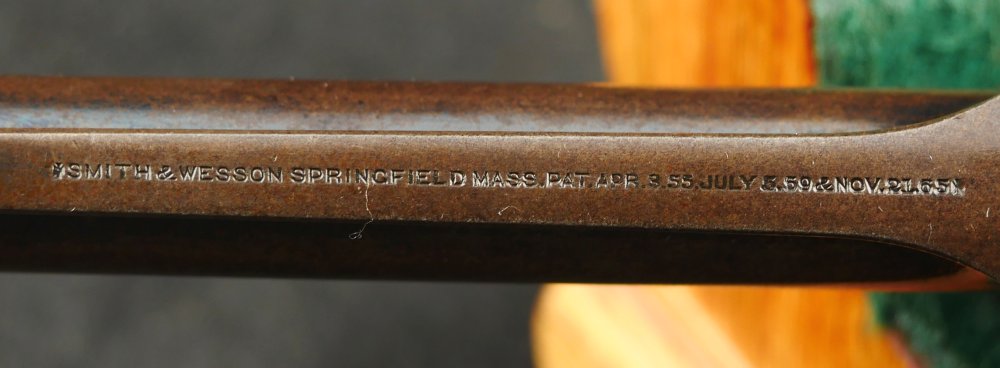 SMITH & WESSON SPRINGFIELD MASS. PAT. APR. 3. 55. JULY 5. 59 & NOV. 21. 65